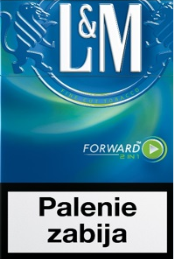 L&M
FORWARD
2 IN 1
Palenie
zabija